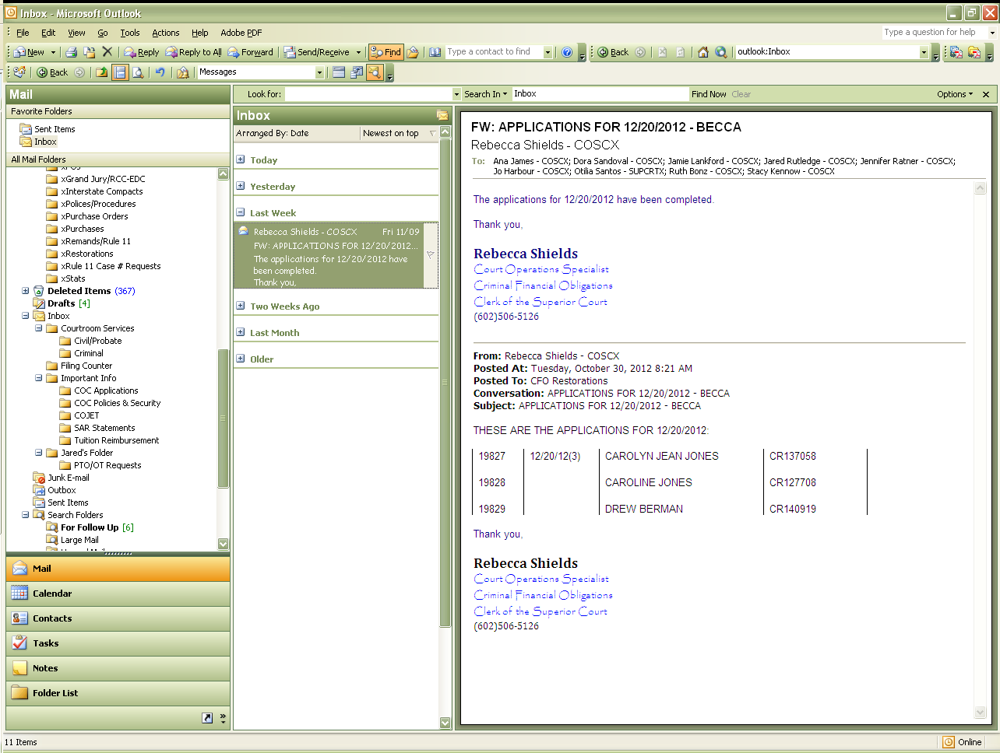 Inbox - Microsoft Outlook
File Edit View Go Tools Actions Help Adobe PDF
Type a question for help
New Reply Reply to All Forward Send/Receive Find Type a contact to find Back outlook:Inbox
Back Messages
Mail
Favorite Folders
Sent Items
Inbox
All Mail Folders
xGrand Jury/RCC-EDC
xInterstate Compacts
xPolices/Procedures
xPurchase Orders
xPurchases
xRemands/Rule 11
xRestorations
xRule 11 Case # Requests
xStats
Deleted Items (367)
Drafts [4]
Inbox
Courtroom Services
Civil/Probate
Criminal
Filing Counter
Important Info
COC Applications
COC Policies & Security
COJET
SAR Statements
Tuition Reimbursement
Jared's Folder
PTO/OT Requests
Junk E-mail
Outbox
Sent Items
Search Folders
For Follow Up [6]
Large Mail
Mail
Calendar
Contacts
Tasks
Notes
Folder List
Look for: Search In Inbox Find Now Clear Options
Inbox
Arranged By: Date Newest on top
Today
Yesterday
Last Week
Rebecca Shields - COSCX Fri 11/09
FW: APPLICATIONS FOR 12/20/2012...
The applications for 12/20/2012 have
been completed.
Thank you,
Two Weeks Ago
Last Month
Older
FW: APPLICATIONS FOR 12/20/2012 - BECCA
Rebecca Shields - COSCX
To: Ana James - COSCX; Dora Sandoval - COSCX; Jamie Lankford - COSCX; Jared Rutledge - COSCX; Jennifer Ratner - COSCX;
Jo Harbour - COSCX; Otilia Santos - SUPCRTX; Ruth Bonz - COSCX; Stacy Kennow - COSCX
The applications for 12/20/2012 have been completed.
Thank you,
Rebecca Shields
Court Operations Specialist
Criminal Financial Obligations
Clerk of the Superior Court
(602)506-5126
From: Rebecca Shields - COSCX
Posted At: Tuesday, October 30, 2012 8:21 AM
Posted To: CFO Restorations
Conversation: APPLICATIONS FOR 12/20/2012 - BECCA
Subject: APPLICATIONS FOR 12/20/2012 - BECCA
THESE ARE THE APPLICATIONS FOR 12/20/2012:
19827 12/20/12(3) CAROLYN JEAN JONES CR137058
19828 CAROLINE JONES CR127708
19829 DREW BERMAN CR140919
Thank you,
Rebecca Shields
Court Operations Specialist
Criminal Financial Obligations
Clerk of the Superior Court
(602)506-5126
11 Items
Online